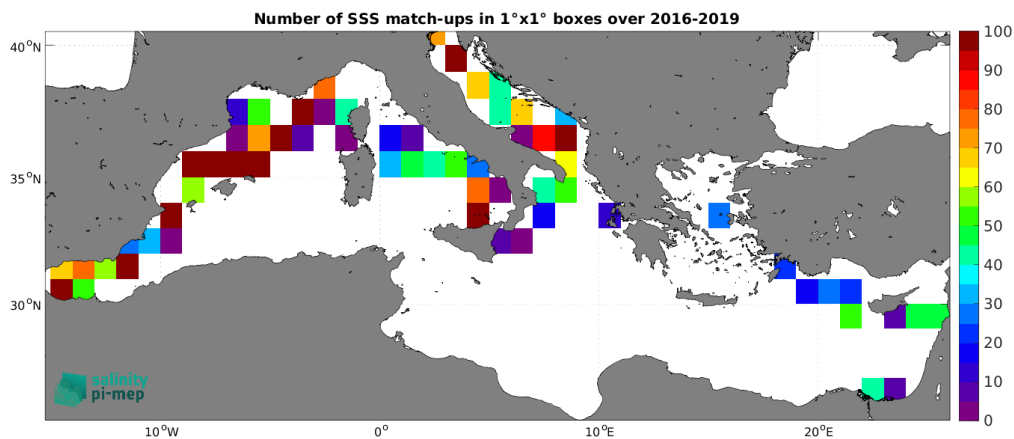 Number of SSS match-ups in 1°x1° boxes over 2016-2019
40°N
35°N
30°N
10°W
0°
10°E
20°E
100
90
80
70
60
50
40
30
20
10
0
salinity
pi-mep